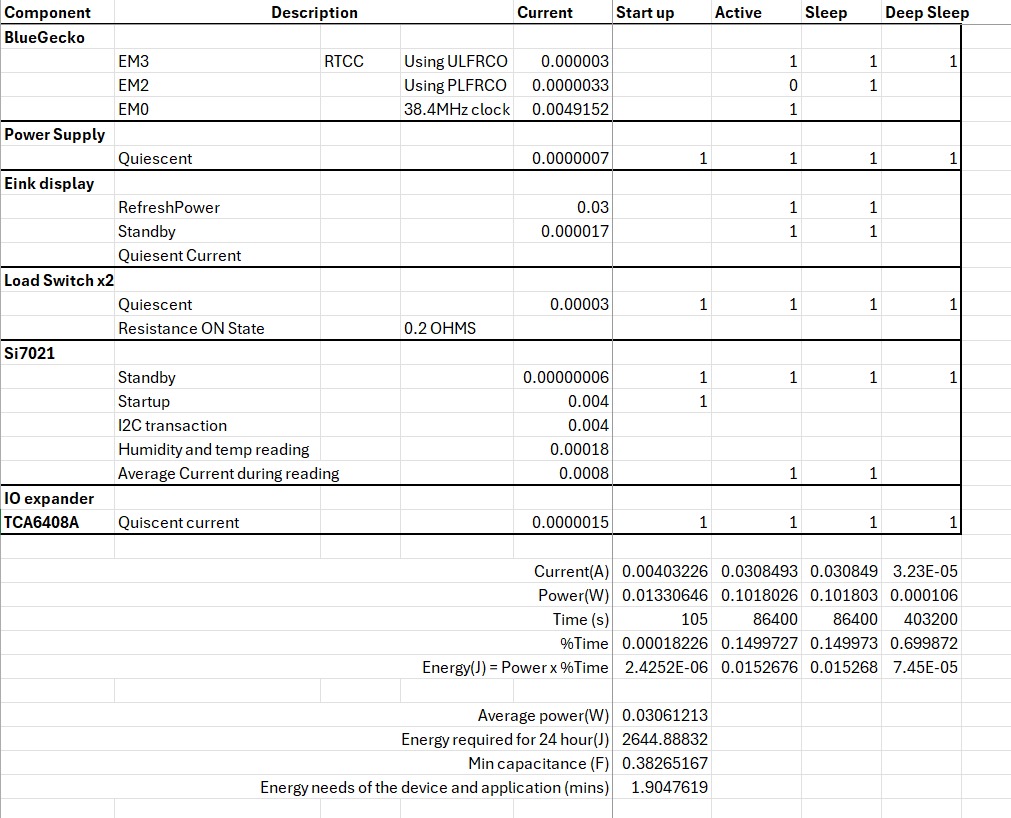 Component Description Current Start up Active Sleep Deep Sleep
BlueGecko
EM3 RTCC Using ULFRCO 0.000003 1 1 1
EM2 Using PLFRCO 0.0000033 0 1
EM0 38.4MHz clock 0.0049152 1
Power Supply
Quiescent 0.0000007 1 1 1 1
Eink display
RefreshPower 0.03 1 1
Standby 0.000017 1 1
Quiesent Current
Load Switch x2
Quiescent 0.00003 1 1 1 1
Resistance ON State 0.2 OHMS
Si7021
Standby 0.00000006 1 1 1 1
Startup 0.004 1
I2C transaction 0.004
Humidity and temp reading 0.00018
Average Current during reading 0.0008 1 1
IO expander
TCA6408A Quiscent current 0.0000015 1 1 1 1
Current(A) 0.00403226 0.0308493 0.030849 3.23E-05
Power(W) 0.01330646 0.1018026 0.101803 0.000106
Time (s) 105 86400 86400 403200
%Time 0.00018226 0.1499727 0.149973 0.699872
Energy(J) = Power x %Time 2.4252E-06 0.0152676 0.015268 7.45E-05
Average power(W) 0.03061213
Energy required for 24 hour(J) 2644.88832
Min capacitance (F) 0.38265167
Energy needs of the device and application (mins) 1.9047619